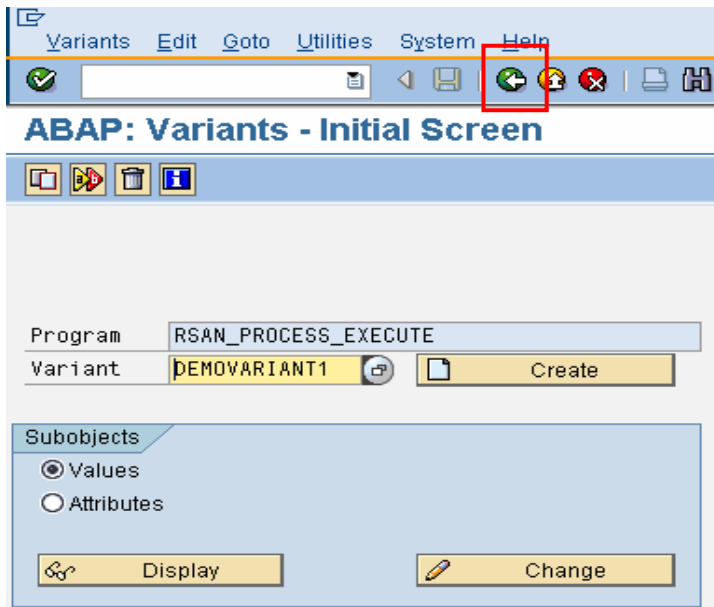 Variants Edit Goto Utilities System Help
ABAP: Variants - Initial Screen
Program RSAN_PROCESS_EXECUTE
Variant DEMOVARIANT1 Create
Subobjects
Values
Attributes
Display Change